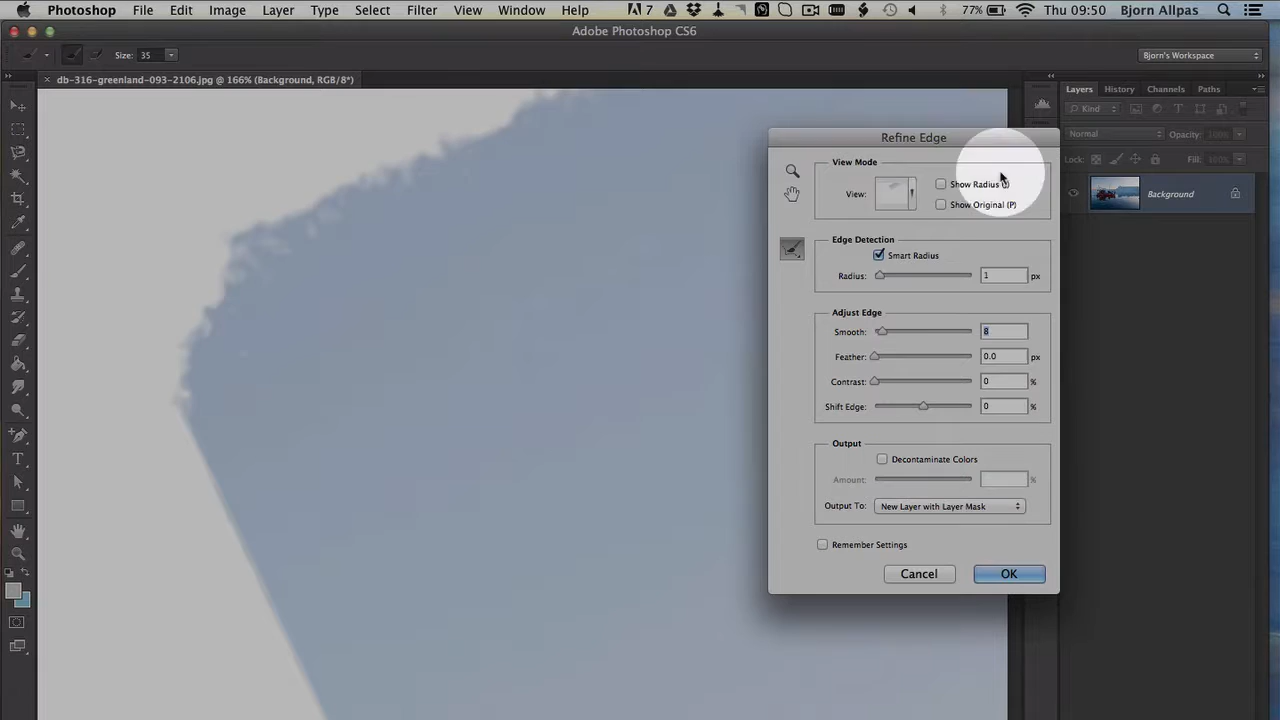 Photoshop File Edit Image Layer Type Select Filter View Window Help 7 77% Thu 09:50 Bjorn Allpas
Adobe Photoshop CS6
Size: 35 Bjorn's Workspace
× db-316-greenland-093-2106.jpg @ 166% (Background, RGB/8*)
Layers History Channels Paths
Kind
Normal Opacity: 100%
Lock: Fill: 100%
Background
Refine Edge
View Mode
View:
Show Radius (J)
Show Original (P)
Edge Detection
Smart Radius
Radius: 1 px
Adjust Edge
Smooth: 8
Feather: 0.0 px
Contrast: 0 %
Shift Edge: 0 %
Output
Decontaminate Colors
Amount: %
Output To: New Layer with Layer Mask
Remember Settings
Cancel OK